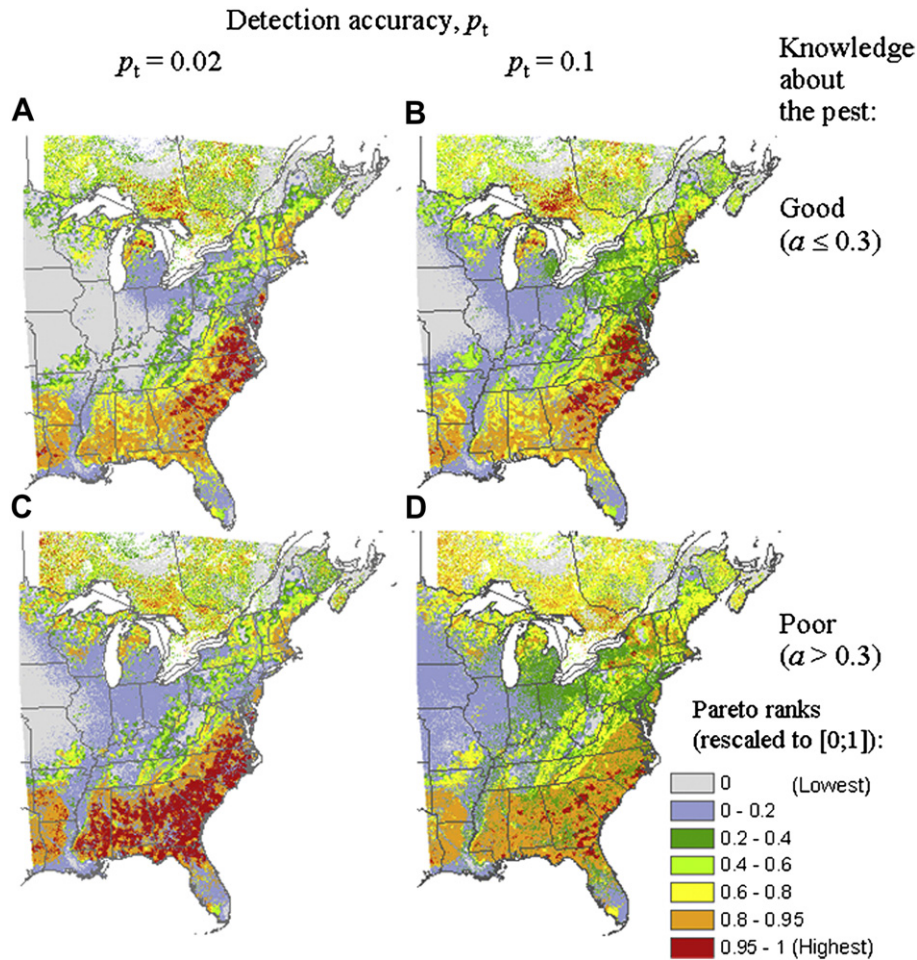 Detection accuracy, pt
pt = 0.02
pt = 0.1
Knowledge
about
the pest:
A
B
Good
(a ≤ 0.3)
C
D
Poor
(a > 0.3)
Pareto ranks
(rescaled to [0;1]):
0 (Lowest)
0 - 0.2
0.2 - 0.4
0.4 - 0.6
0.6 - 0.8
0.8 - 0.95
0.95 - 1 (Highest)